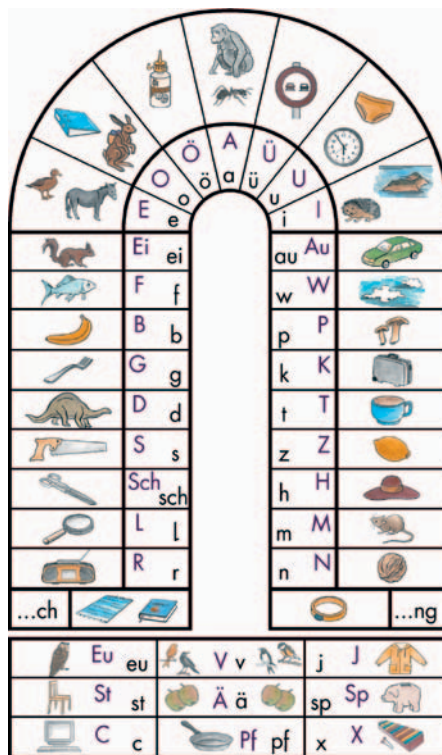 E e O o Ö ö A a Ü ü U u I i
Ei ei au Au
F f w W
B b p P
G g k K
D d t T
S s z Z
Sch sch h H
L l m M
R r n N
...ch ...ng
Eu eu V v j J
St st Ä ä sp Sp
C c Pf pf x X